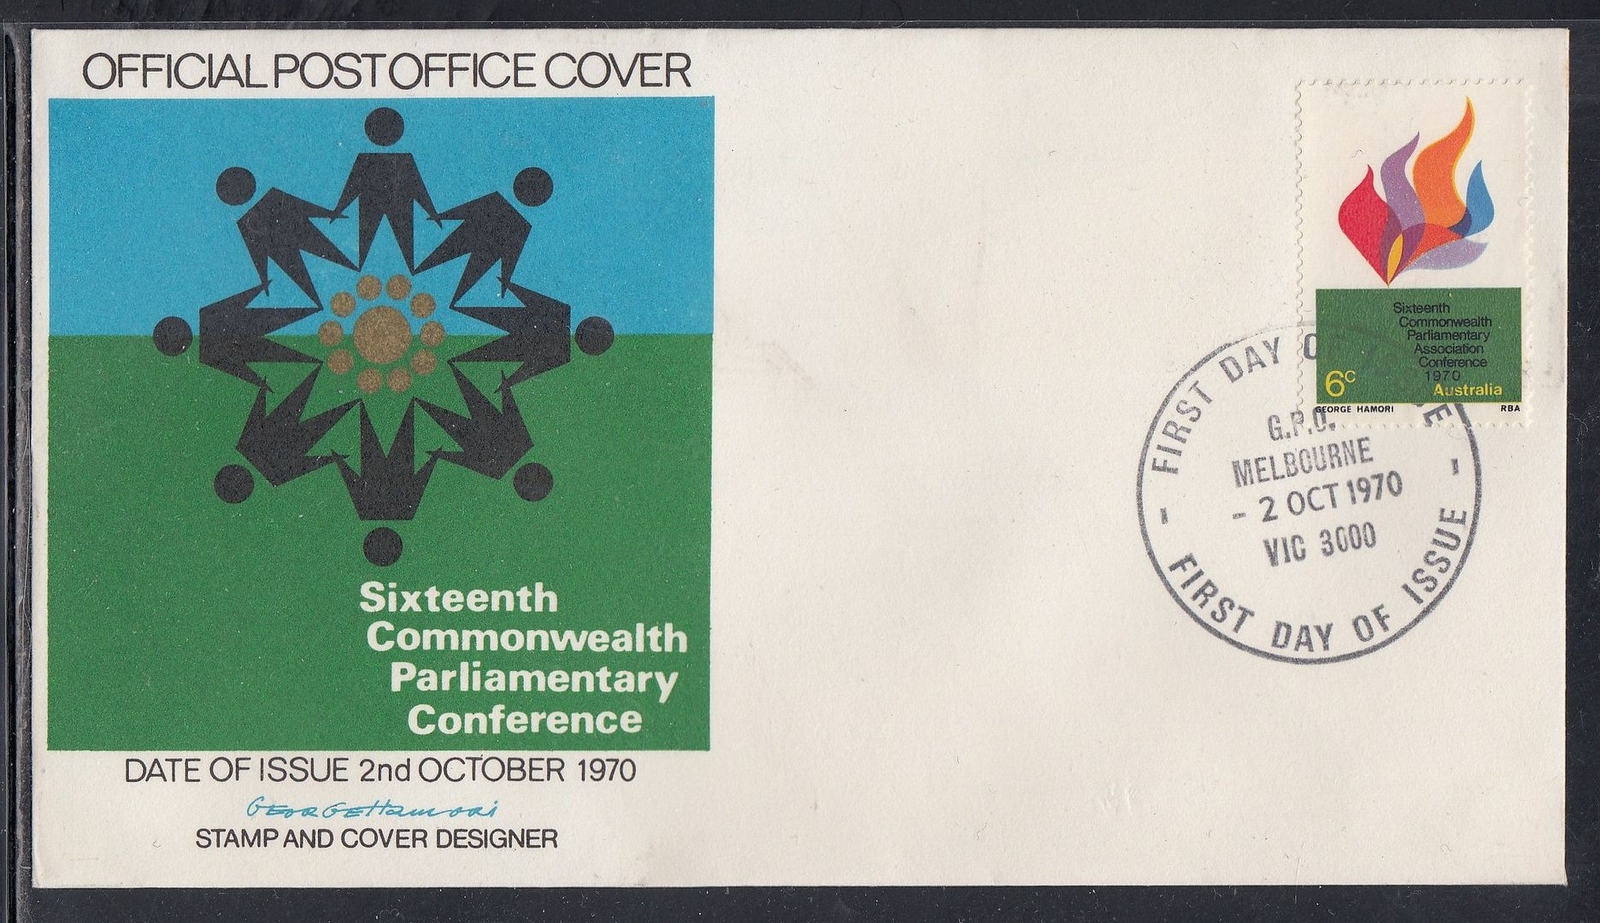 OFFICIAL POST OFFICE COVER
Sixteenth
Commonwealth
Parliamentary
Conference
DATE OF ISSUE 2nd OCTOBER 1970
George Hamori
STAMP AND COVER DESIGNER
Sixteenth
Commonwealth
Parliamentary
Association
Conference
1970
6c
Australia
GEORGE HAMORI RBA
FIRST DAY OF ISSUE
G.P.O.
MELBOURNE
- 2 OCT 1970
VIC 3000
FIRST DAY OF ISSUE